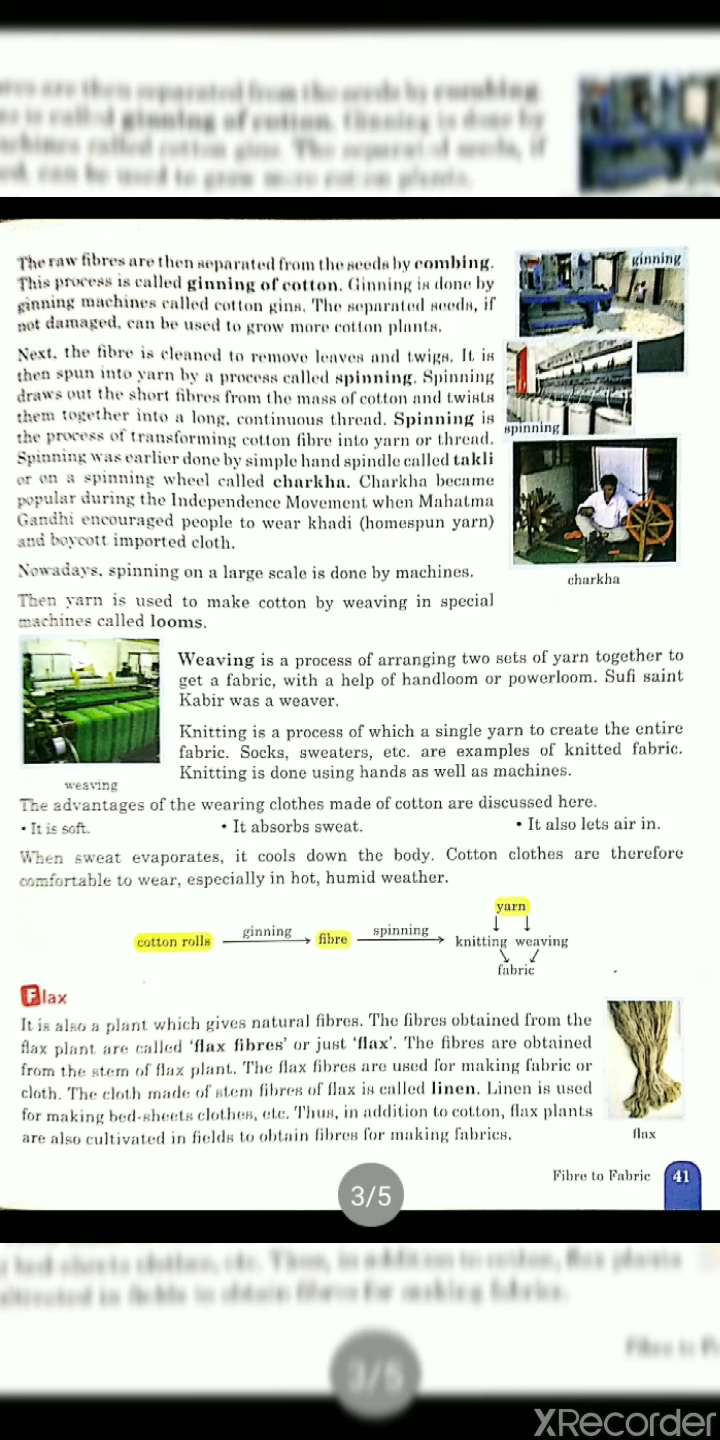 The raw fibres are then separated from the seeds by combing.
This process is called ginning of cotton. Ginning is done by
ginning machines called cotton gins. The separated seeds, if
not damaged, can be used to grow more cotton plants.
ginning
Next, the fibre is cleaned to remove leaves and twigs. It is
then spun into yarn by a process called spinning. Spinning
draws out the short fibres from the mass of cotton and twists
them together into a long, continuous thread. Spinning is
the process of transforming cotton fibre into yarn or thread.
Spinning was earlier done by simple hand spindle called takli
or on a spinning wheel called charkha. Charkha became
popular during the Independence Movement when Mahatma
Gandhi encouraged people to wear khadi (homespun yarn)
and boycott imported cloth.
spinning
charkha
Nowadays, spinning on a large scale is done by machines.
Then yarn is used to make cotton by weaving in special
machines called looms.
Weaving is a process of arranging two sets of yarn together to
get a fabric, with a help of handloom or powerloom. Sufi saint
Kabir was a weaver.
Knitting is a process of which a single yarn to create the entire
fabric. Socks, sweaters, etc. are examples of knitted fabric.
Knitting is done using hands as well as machines.
weaving
The advantages of the wearing clothes made of cotton are discussed here.
• It is soft. • It absorbs sweat. • It also lets air in.
When sweat evaporates, it cools down the body. Cotton clothes are therefore
comfortable to wear, especially in hot, humid weather.
yarn
cotton rolls ginning fibre spinning knitting weaving
fabric
Flax
It is also a plant which gives natural fibres. The fibres obtained from the
flax plant are called 'flax fibres' or just 'flax'. The fibres are obtained
from the stem of flax plant. The flax fibres are used for making fabric or
cloth. The cloth made of stem fibres of flax is called linen. Linen is used
for making bed-sheets clothes, etc. Thus, in addition to cotton, flax plants
are also cultivated in fields to obtain fibres for making fabrics.
flax
Fibre to Fabric 41
3/5
XRecorder